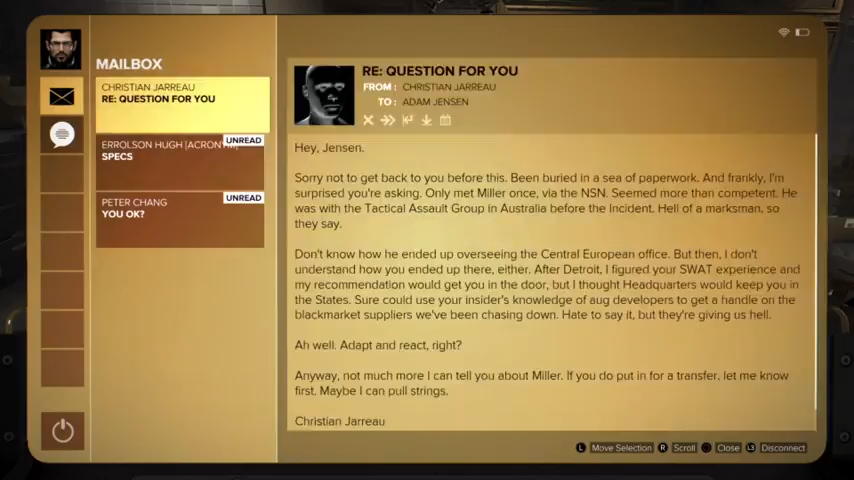 MAILBOX
CHRISTIAN JARREAU
RE: QUESTION FOR YOU
UNREAD
ERROLSON HUGH [ACRONYM]
SPECS
UNREAD
PETER CHANG
YOU OK?
RE: QUESTION FOR YOU
FROM: CHRISTIAN JARREAU
TO: ADAM JENSEN
Hey, Jensen.
Sorry not to get back to you before this. Been buried in a sea of paperwork. And frankly, I'm
surprised you're asking. Only met Miller once, via the NSN. Seemed more than competent. He
was with the Tactical Assault Group in Australia before the Incident. Hell of a marksman, so
they say.
Don't know how he ended up overseeing the Central European office. But then, I don't
understand how you ended up there, either. After Detroit, I figured your SWAT experience and
my recommendation would get you in the door, but I thought Headquarters would keep you in
the States. Sure could use your insider's knowledge of aug developers to get a handle on the
blackmarket suppliers we've been chasing down. Hate to say it, but they're giving us hell.
Ah well. Adapt and react, right?
Anyway, not much more I can tell you about Miller. If you do put in for a transfer, let me know
first. Maybe I can pull strings.
Christian Jarreau
L Move Selection R Scroll Close L3 Disconnect